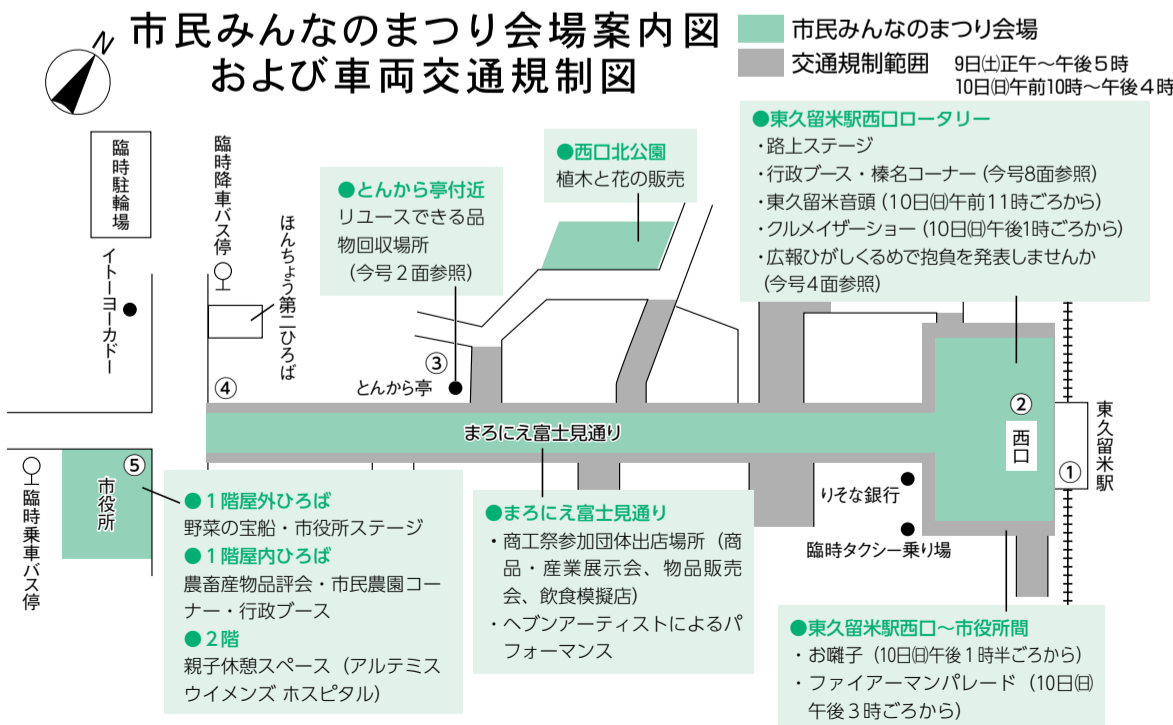 市民みんなのまつり会場案内図
および車両交通規制図
N
市民みんなのまつり会場
交通規制範囲 9日㈯正午～午後5時
10日㈰午前10時～午後4時
臨時駐輪場
イトーヨーカドー
臨時降車バス停
ほんちょう第二ひろば
●とんから亭付近
リユースできる品
物回収場所
（今号２面参照）
●西口北公園
植木と花の販売
●東久留米駅西口ロータリー
・路上ステージ
・行政ブース・榛名コーナー（今号8面参照）
・東久留米音頭（10日㈰午前11時ごろから）
・クルメイザーショー（10日㈰午後1時ごろから）
・広報ひがしくるめで抱負を発表しませんか
（今号4面参照）
④
③
とんから亭
まろにえ富士見通り
②
西口
①
東久留米駅
りそな銀行
臨時タクシー乗り場
臨時乗車バス停
市役所
⑤
●１階屋外ひろば
野菜の宝船・市役所ステージ
●１階屋内ひろば
農畜産物品評会・市民農園コー
ナー・行政ブース
●２階
親子休憩スペース（アルテミス
ウイメンズ ホスピタル）
●まろにえ富士見通り
・商工祭参加団体出店場所（商
品・産業展示会、物品販売
会、飲食模擬店）
・ヘブンアーティストによるパ
フォーマンス
●東久留米駅西口～市役所間
・お囃子（10日㈰午後１時半ごろから）
・ファイアーマンパレード（10日㈰
午後３時ごろから）